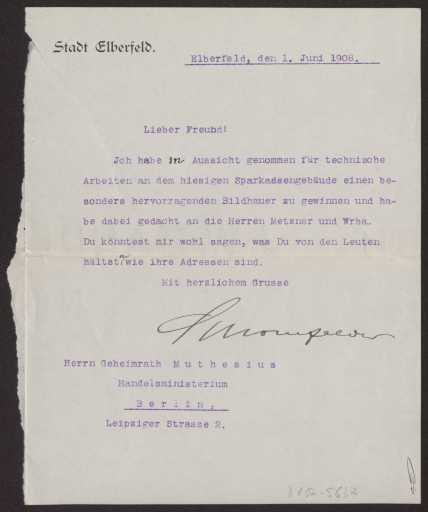 Stadt Elberfeld.
Elberfeld, den 1. Juni 1908.
Lieber Freund!
Ich habe in Aussicht genommen für technische
Arbeiten an dem hiesigen Sparkassengebäude einen be-
sonders hervorragenden Bildhauer zu gewinnen und ha-
be dabei gedacht an die Herren Metzner und Wrba.
Du könntest mir wohl sagen, was Du von den Leuten
hältst, wie ihre Adressen sind.
Mit herzlichem Grusse
Herrn Geheimrath Muthesius
Handelsministerium
Berlin,
Leipziger Strasse 2.